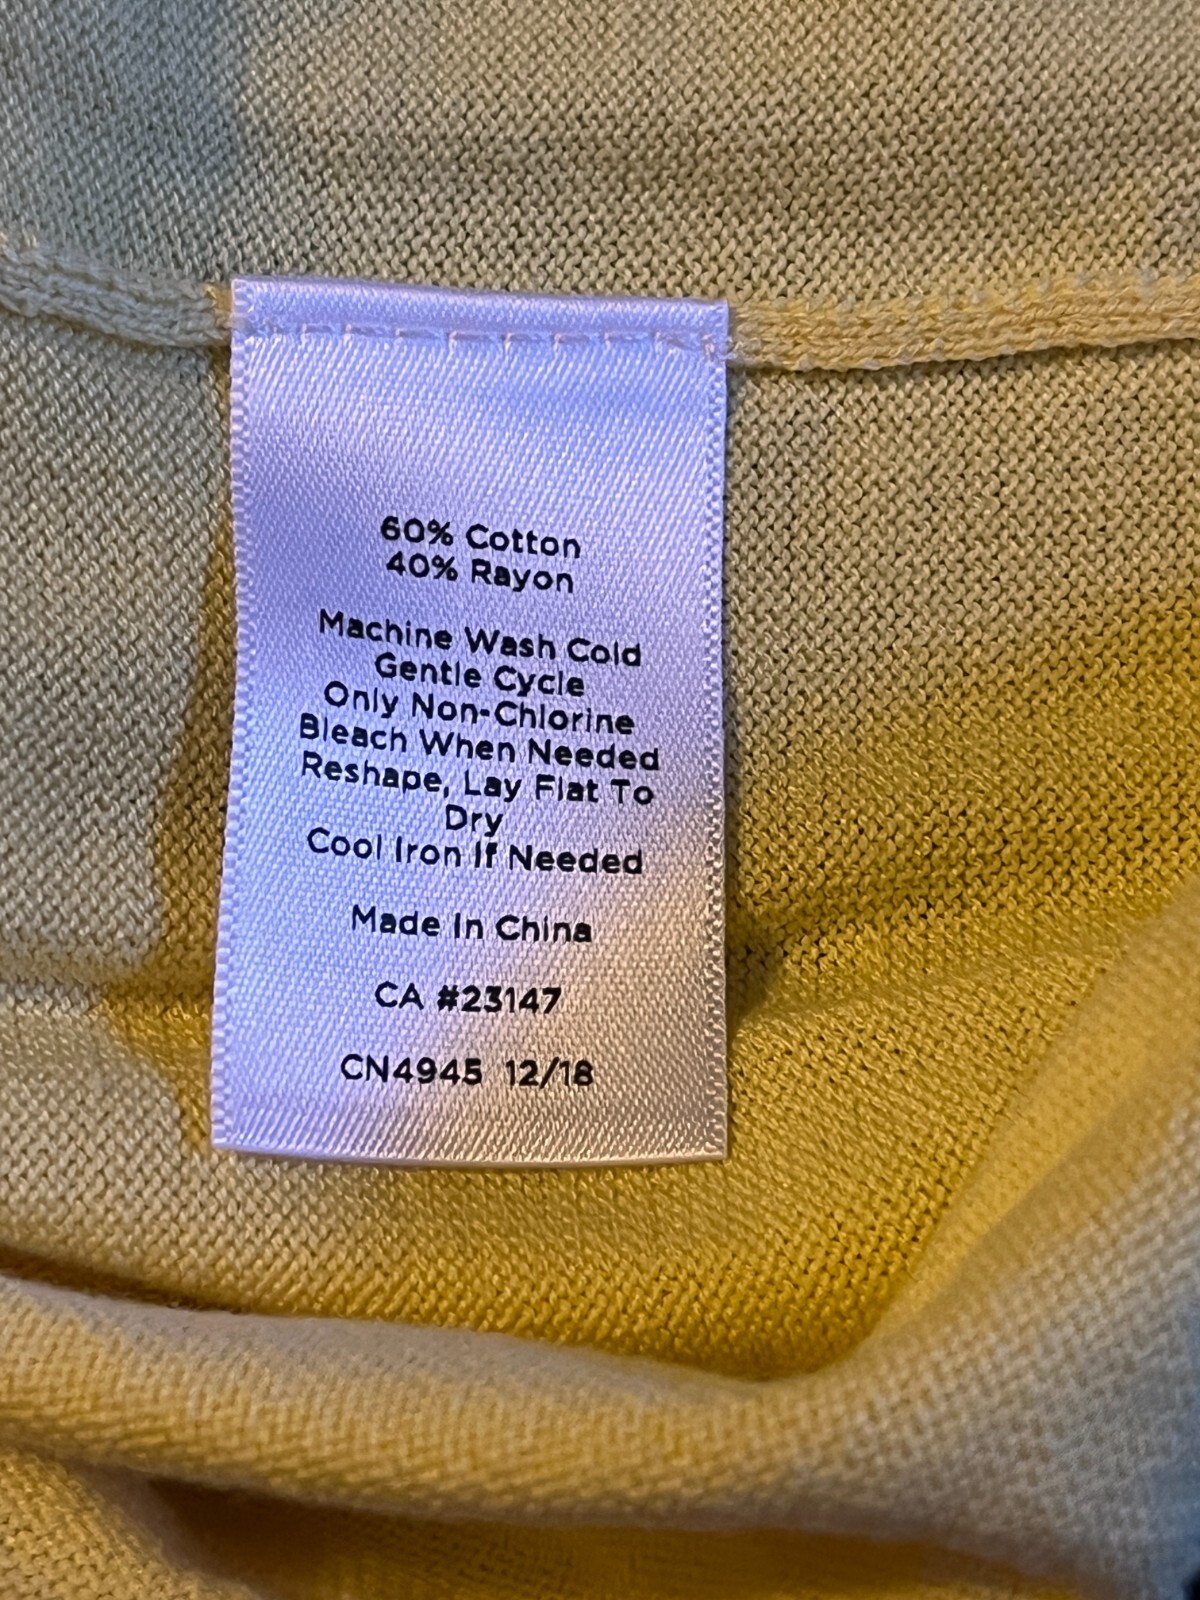 60% Cotton
40% Rayon
Machine Wash Cold
Gentle Cycle
Only Non-Chlorine
Bleach When Needed
Reshape, Lay Flat To
Dry
Cool Iron If Needed
Made In China
CA #23147
CN4945 12/18